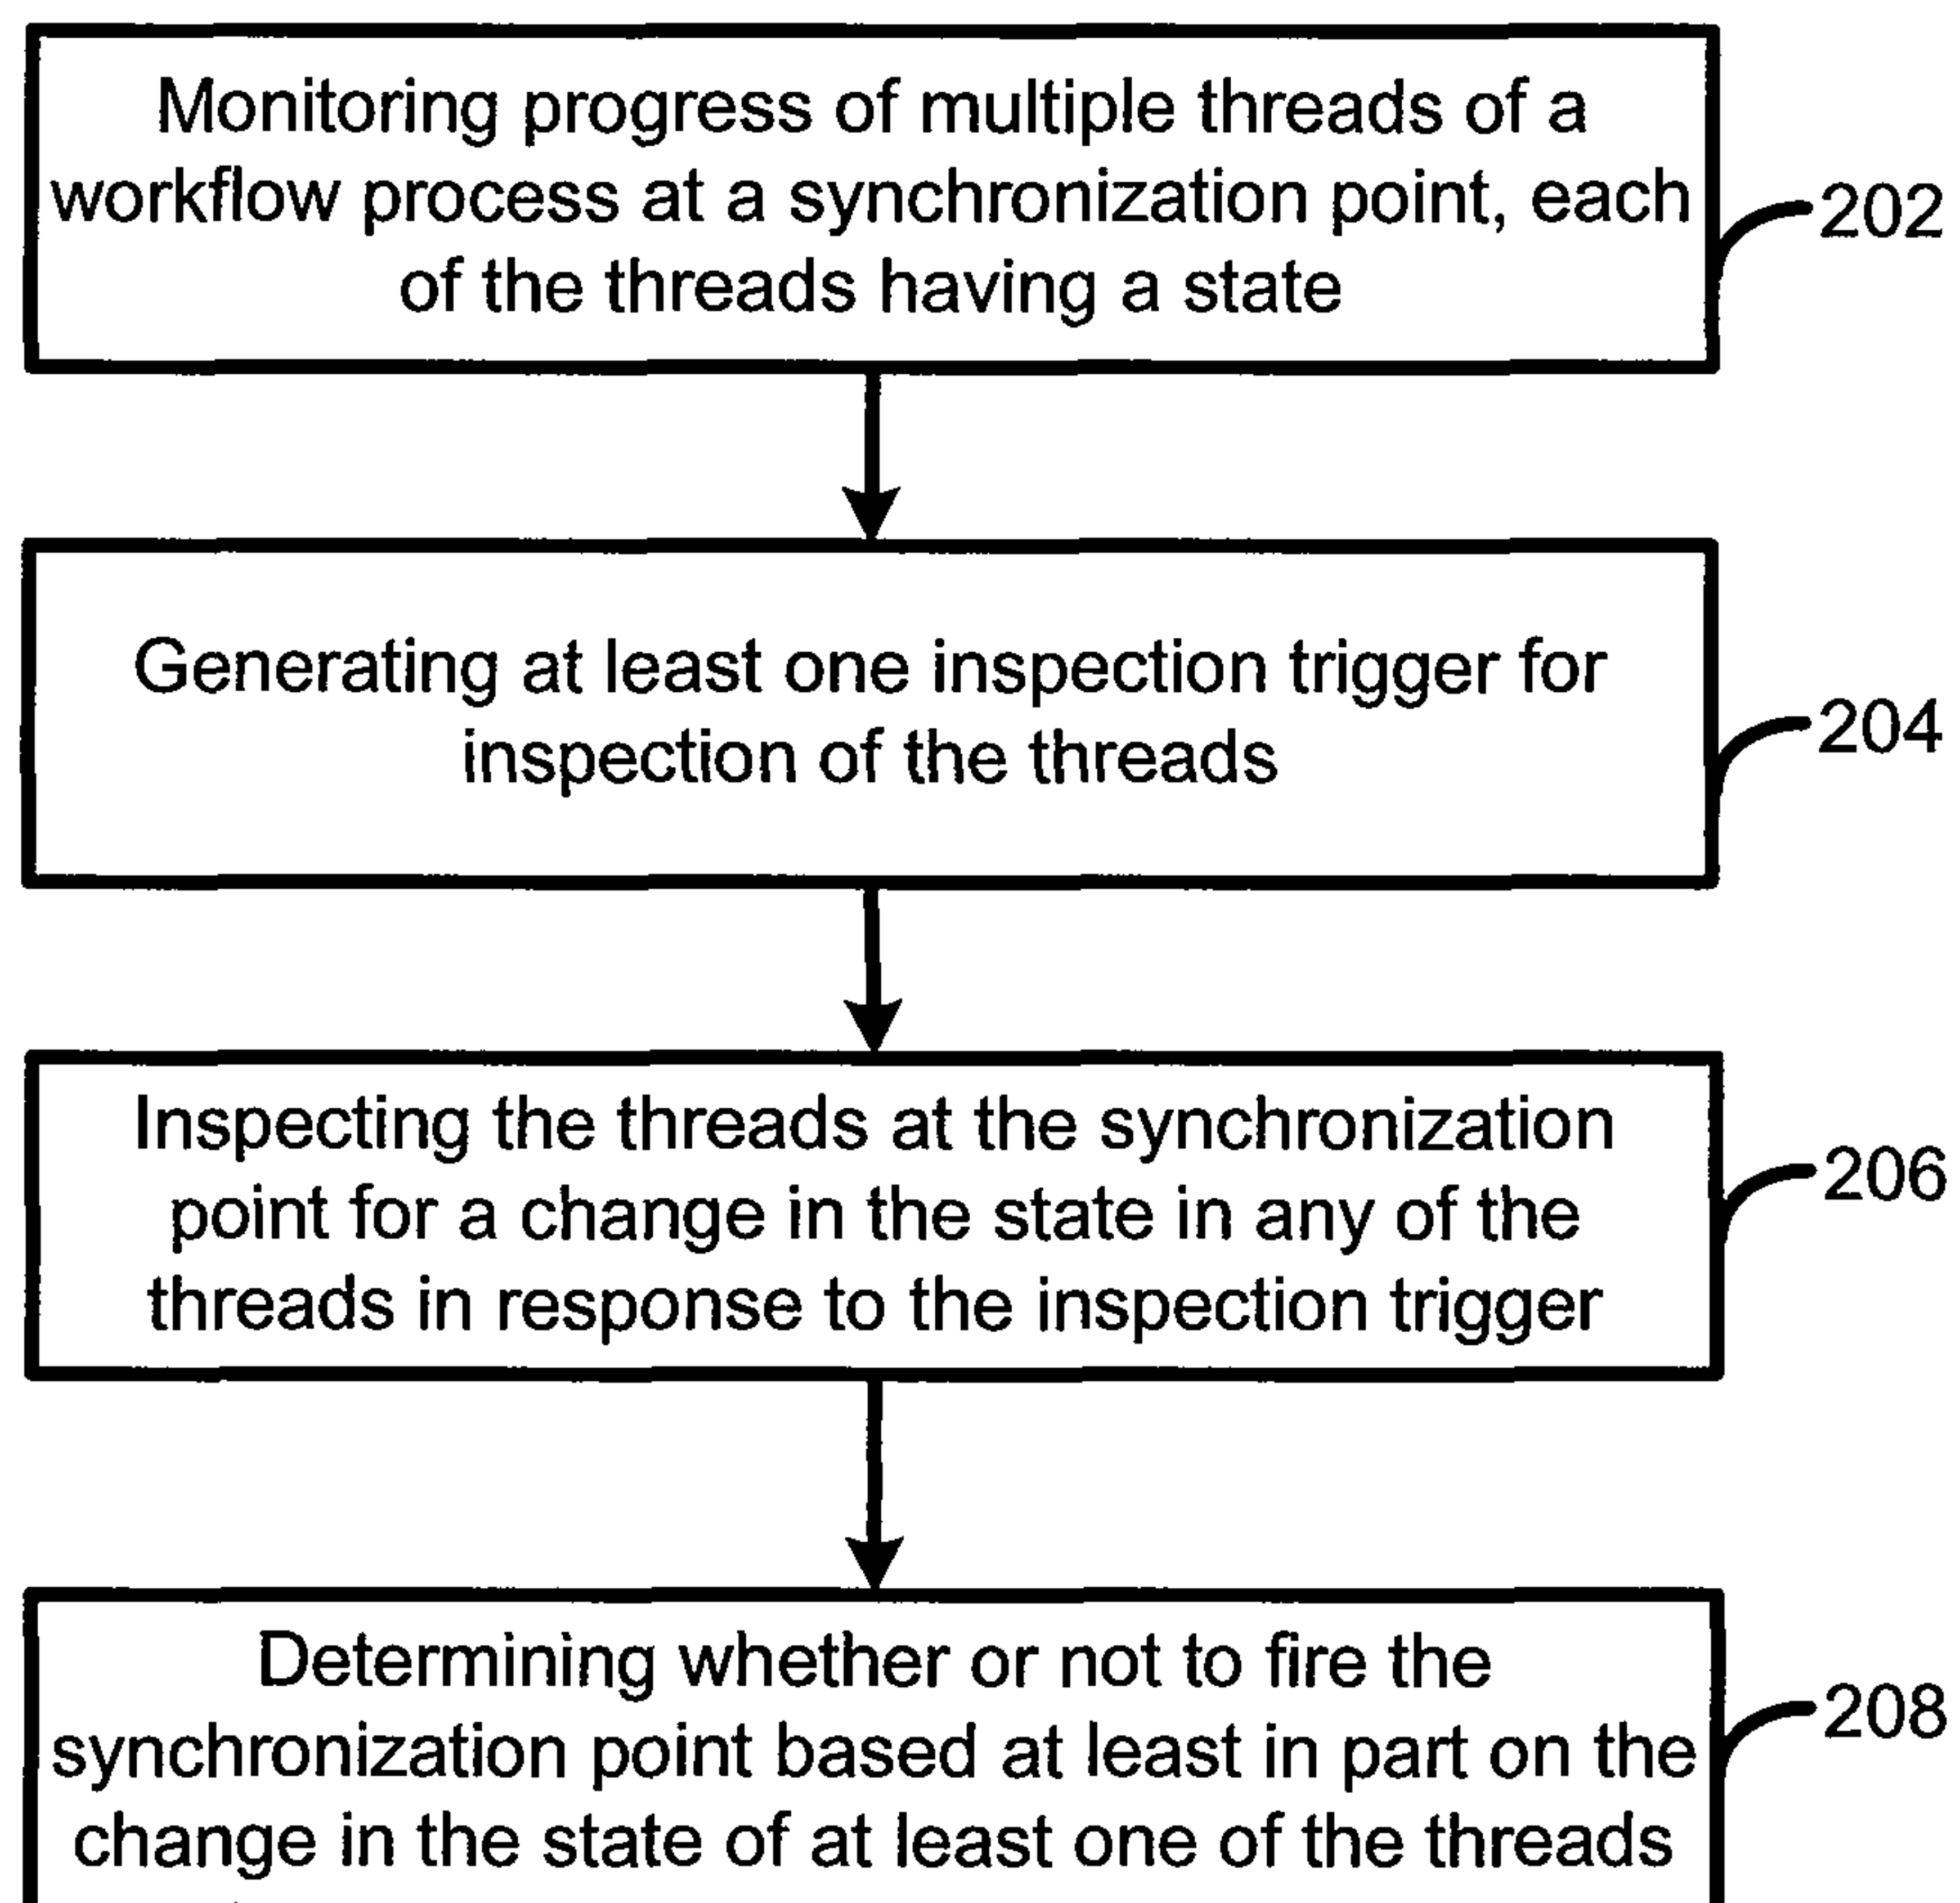 Monitoring progress of multiple threads of a
workflow process at a synchronization point, each
of the threads having a state
202
Generating at least one inspection trigger for
inspection of the threads
204
Inspecting the threads at the synchronization
point for a change in the state in any of the
threads in response to the inspection trigger
206
Determining whether or not to fire the
synchronization point based at least in part on the
change in the state of at least one of the threads
208